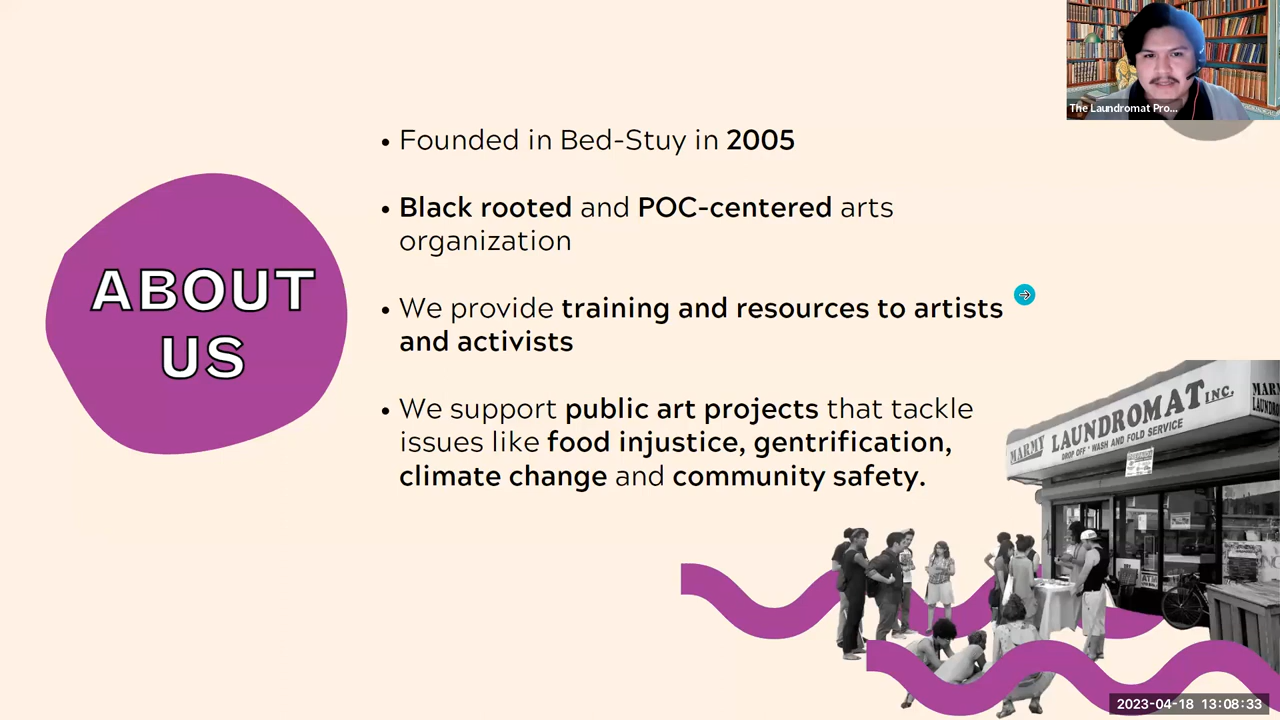 The Laundromat Pro...
• Founded in Bed-Stuy in 2005
• Black rooted and POC-centered arts
organization
• We provide training and resources to artists
and activists
• We support public art projects that tackle
issues like food injustice, gentrification,
climate change and community safety.
ABOUT
US
MARMY LAUNDROMAT INC.
DROP OFF * WASH AND FOLD SERVICE
2023-04-18 13:08:33